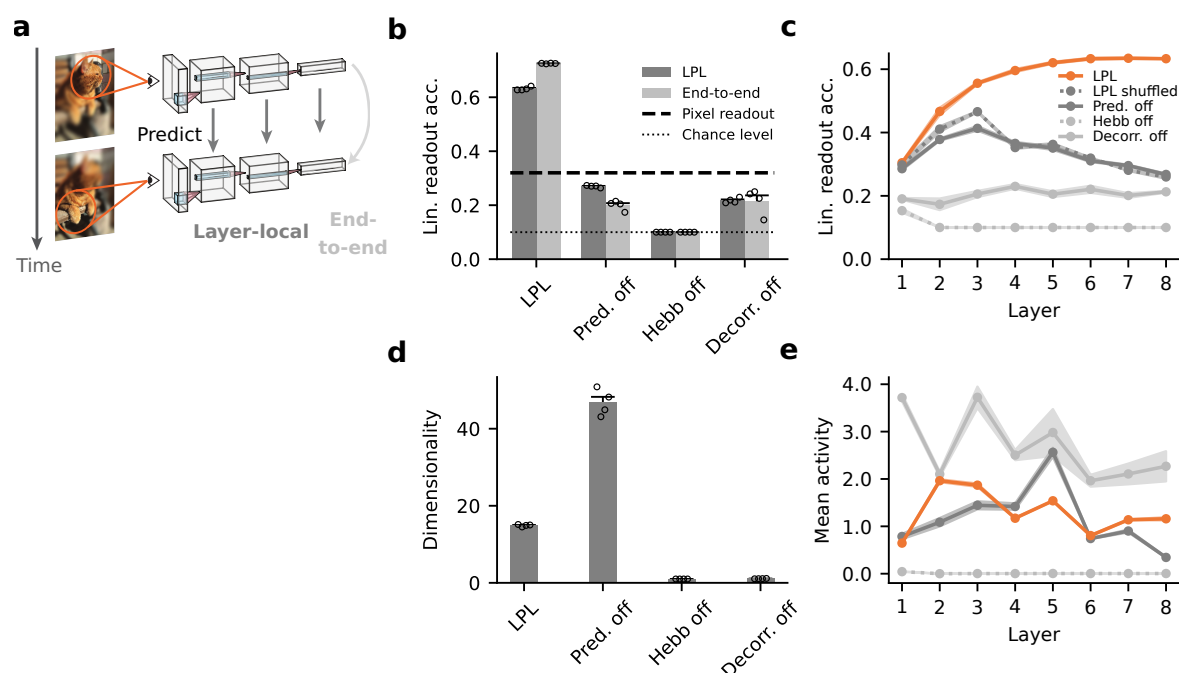 a
Predict
Layer-local
End-
to-end
Time
b
Lin. readout acc.
0.6
0.4
0.2
0.0
LPL
End-to-end
Pixel readout
Chance level
LPL
Pred. off
Hebb off
Decorr. off
c
Lin. readout acc.
0.6
0.4
0.2
0.0
LPL
LPL shuffled
Pred. off
Hebb off
Decorr. off
1 2 3 4 5 6 7 8
Layer
d
Dimensionality
40
20
0
LPL
Pred. off
Hebb off
Decorr. off
e
Mean activity
4.0
3.0
2.0
1.0
0.0
1 2 3 4 5 6 7 8
Layer